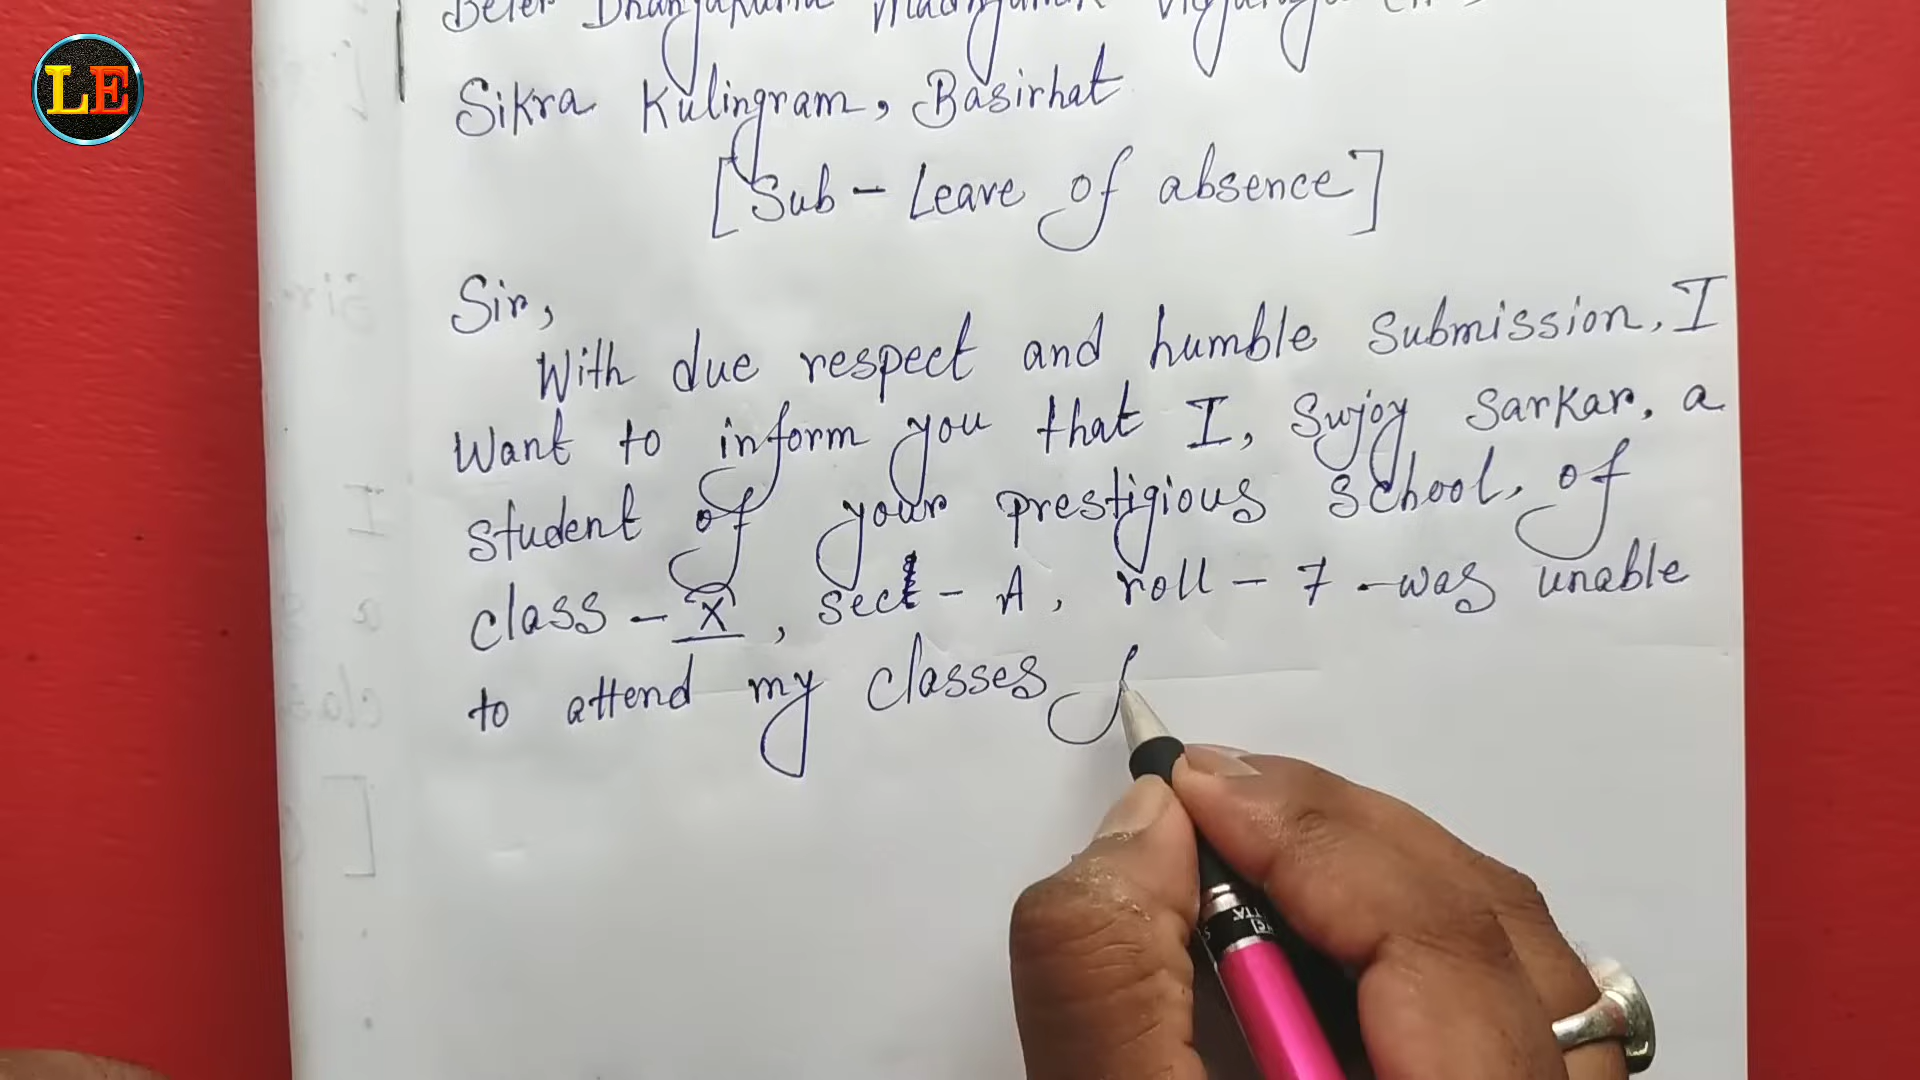 LE
Sikra Kulingram, Basirhat
[Sub - Leave of absence]
Sir,
With due respect and humble submission, I
want to inform you that I, Sujoy Sarkar, a
student of your prestigious school, of
class - X, sect - A, roll - 7 - was unable
to attend my classes f